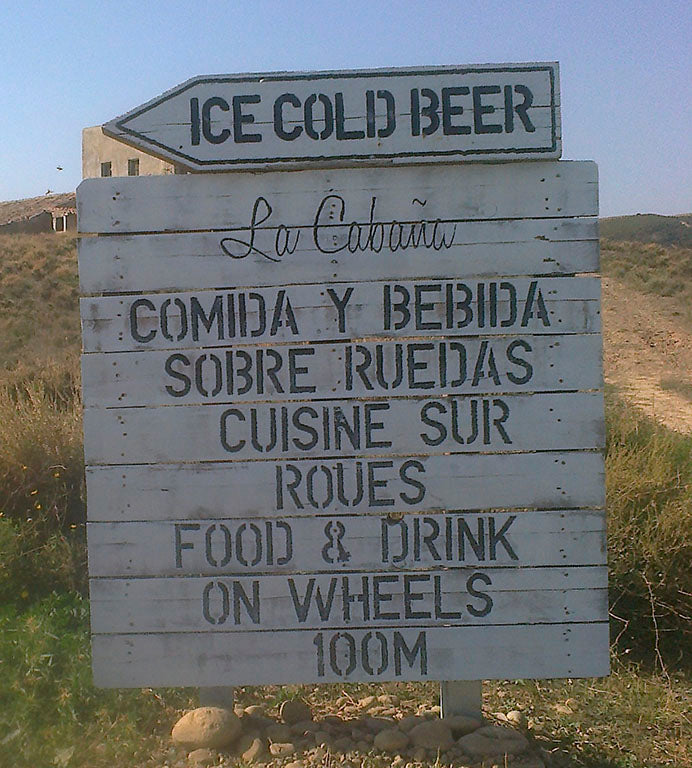 ICE COLD BEER
La Cabaña
COMIDA Y BEBIDA
SOBRE RUEDAS
CUISINE SUR
ROUES
FOOD & DRINK
ON WHEELS
100M